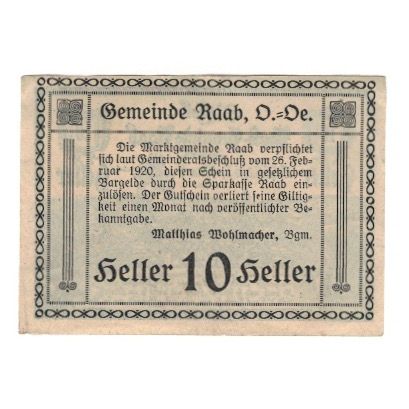 Gemeinde Raab, O.=Oe.
Die Marktgemeinde Raab verpflichtet
sich laut Gemeinderatsbeschluß vom 26. Feb-
ruar 1920, diesen Schein in gesetzlichem
Bargelde durch die Sparkasse Raab ein-
zulösen. Der Gutschein verliert seine Giltig-
keit einen Monat nach veröffentlichter Be-
kanntgabe.
Matthias Wohlmacher, Bgm.
Heller 10 Heller